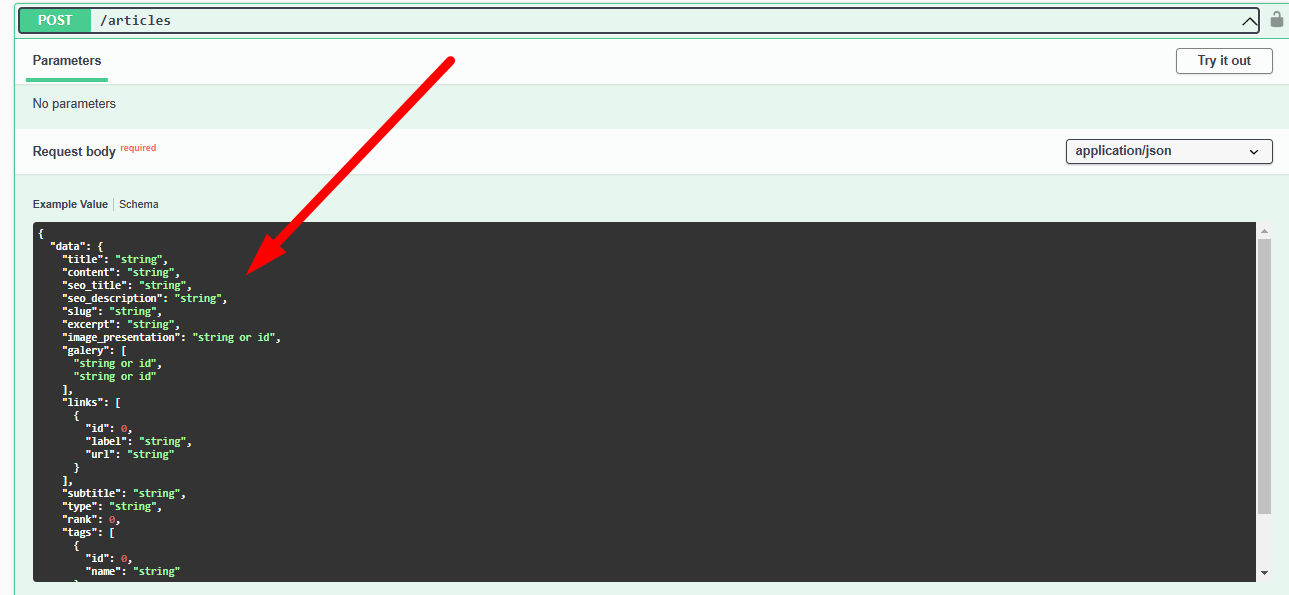 POST /articles
Parameters
Try it out
No parameters
Request body required
application/json
Example Value | Schema
{
"data": {
"title": "string",
"content": "string",
"seo_title": "string",
"seo_description": "string",
"slug": "string",
"excerpt": "string",
"image_presentation": "string or id",
"galery": [
"string or id",
"string or id"
],
"links": [
{
"id": 0,
"label": "string",
"url": "string"
}
],
"subtitle": "string",
"type": "string",
"rank": 0,
"tags": [
{
"id": 0,
"name": "string"
}